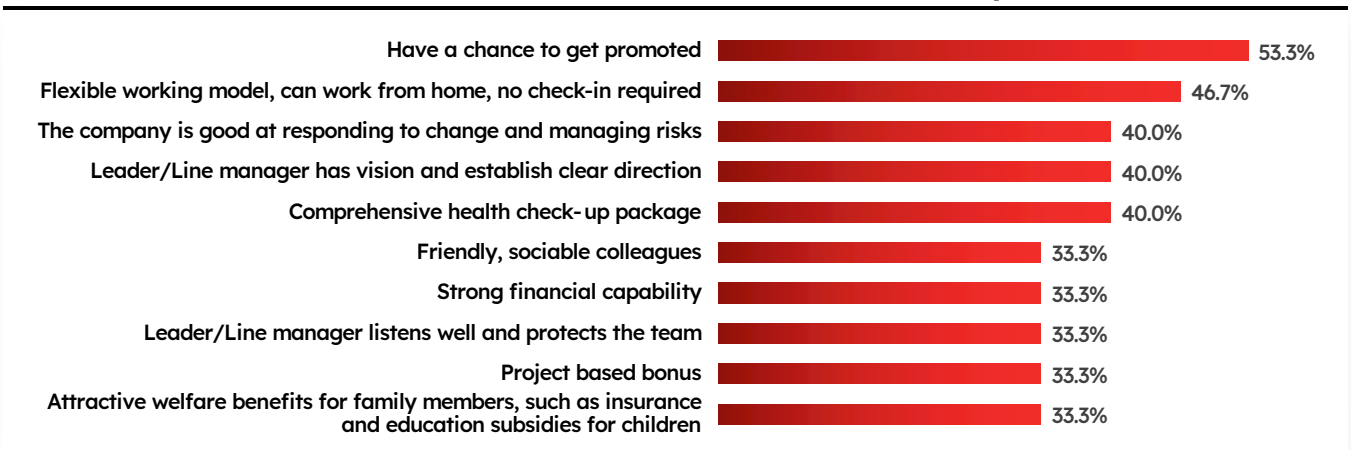 Have a chance to get promoted 53.3%
Flexible working model, can work from home, no check-in required 46.7%
The company is good at responding to change and managing risks 40.0%
Leader/Line manager has vision and establish clear direction 40.0%
Comprehensive health check-up package 40.0%
Friendly, sociable colleagues 33.3%
Strong financial capability 33.3%
Leader/Line manager listens well and protects the team 33.3%
Project based bonus 33.3%
Attractive welfare benefits for family members, such as insurance
and education subsidies for children 33.3%